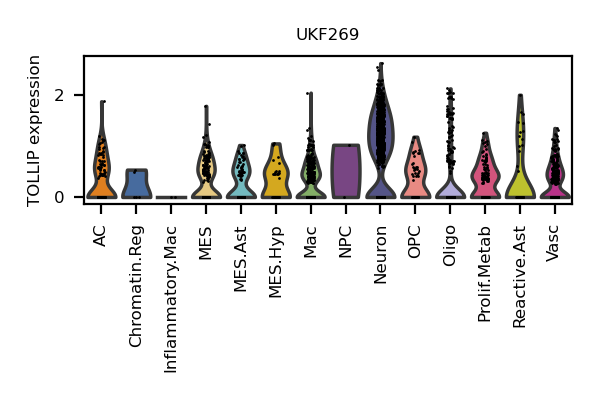 UKF269
TOLLIP expression
2
0
AC
Chromatin.Reg
Inflammatory.Mac
MES
MES.Ast
MES.Hyp
Mac
NPC
Neuron
OPC
Oligo
Prolif.Metab
Reactive.Ast
Vasc